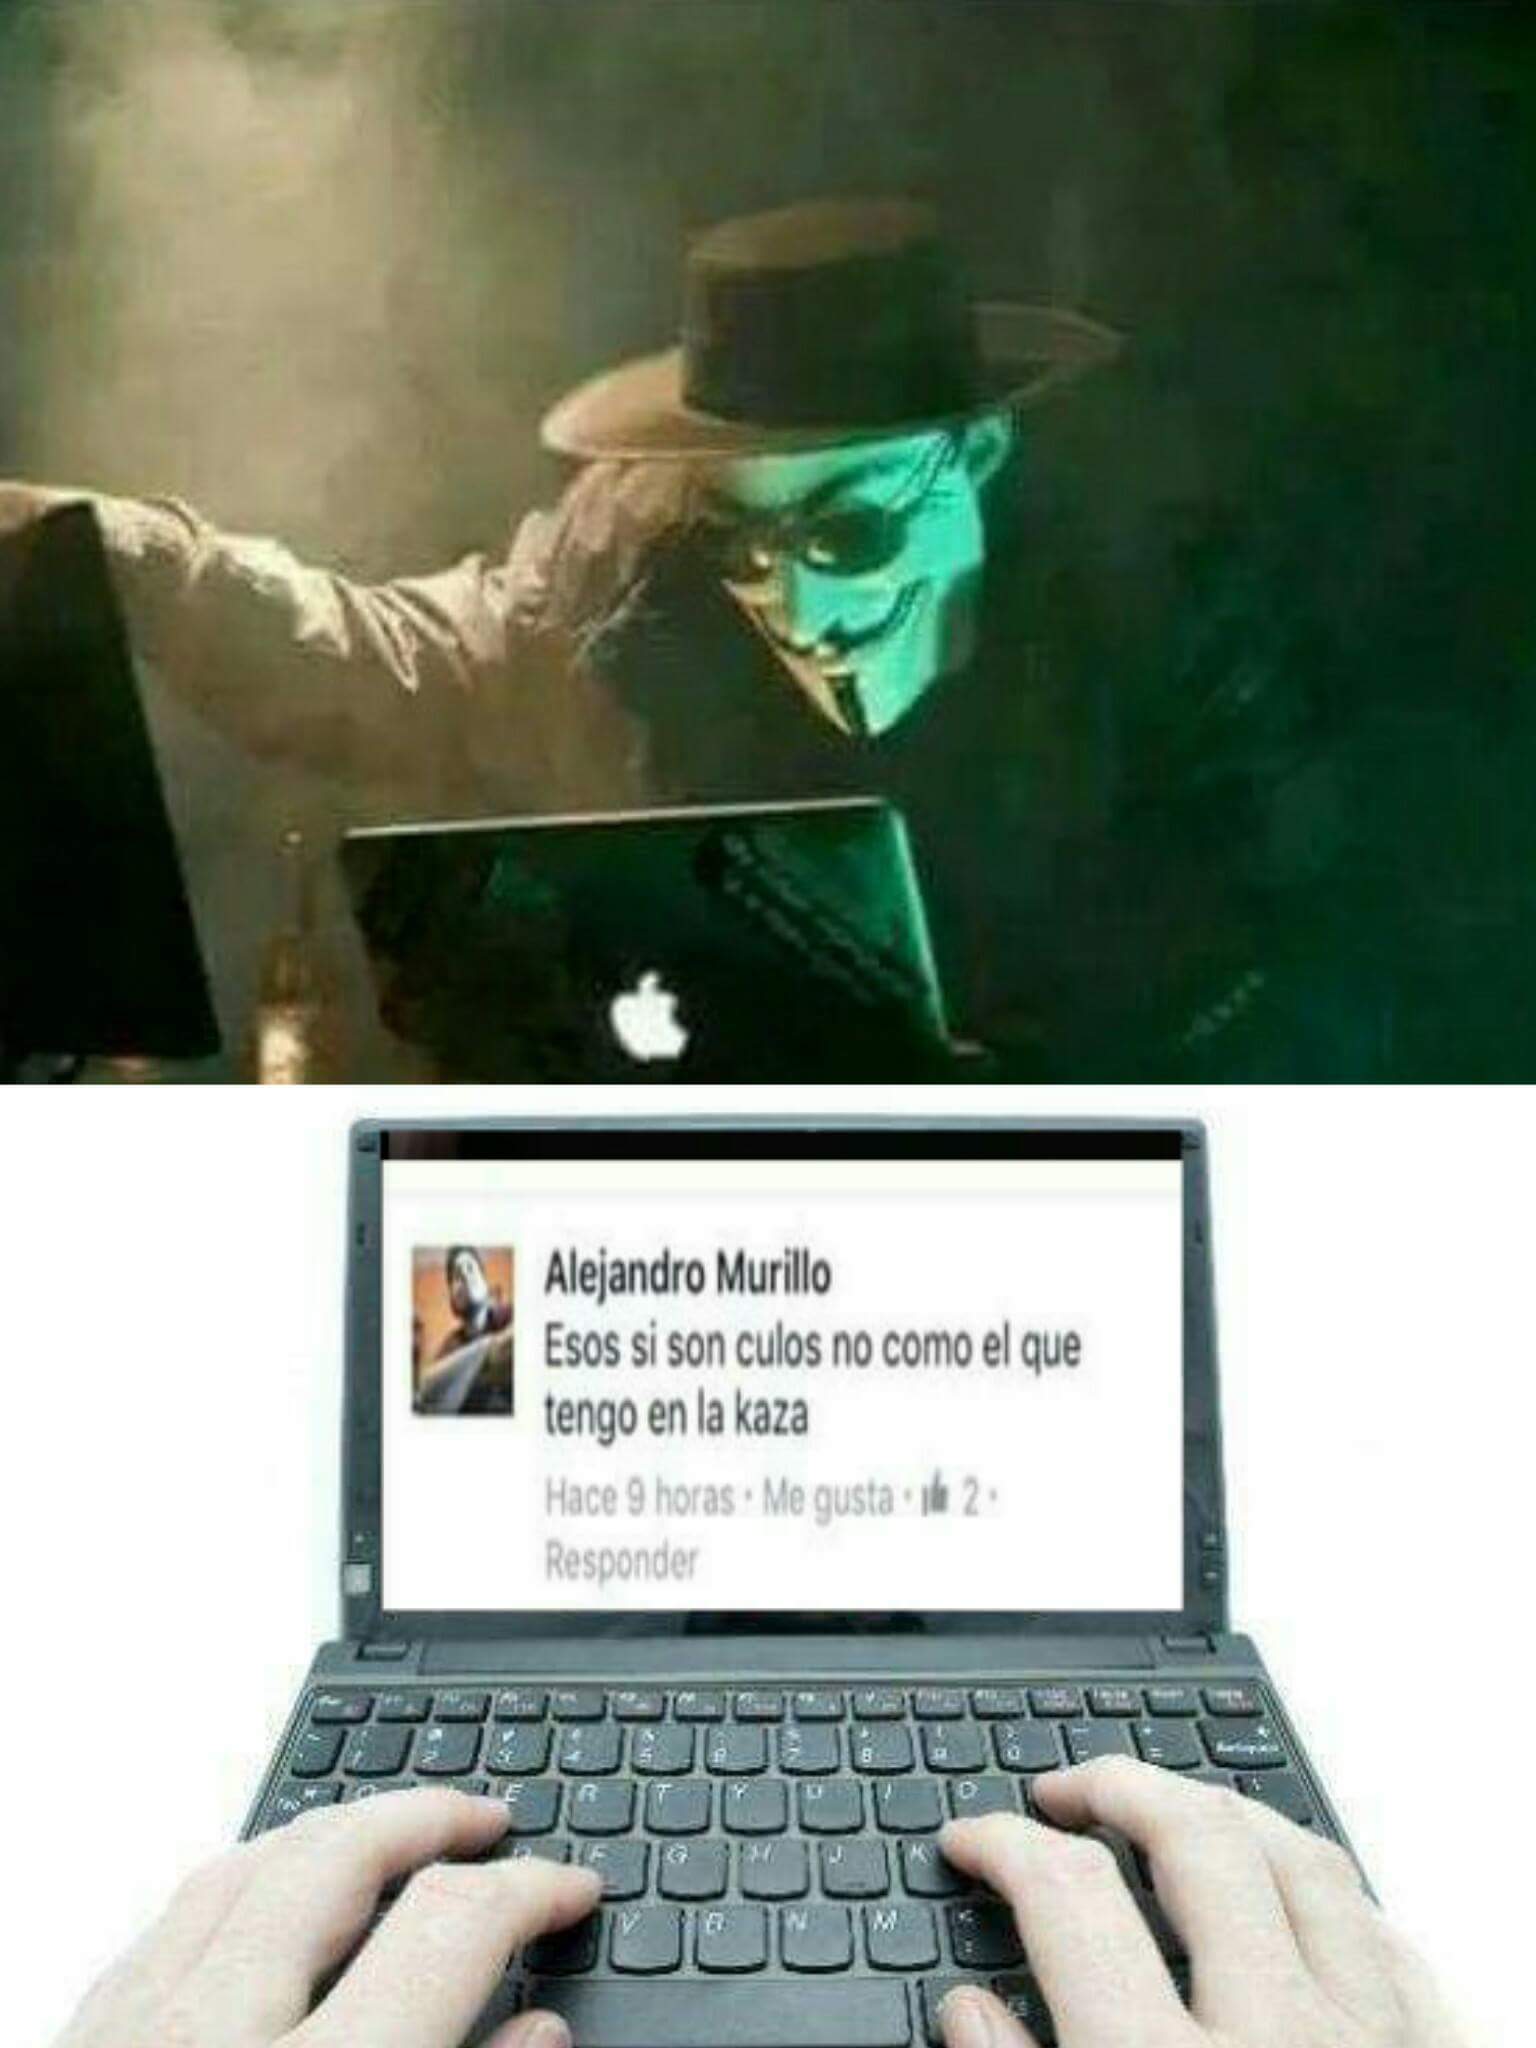 Alejandro Murillo
Esos si son culos no como el que
tengo en la kaza
Hace 9 horas · Me gusta · 2 ·
Responder
E R T Y U I O
F G H J K
V B N M